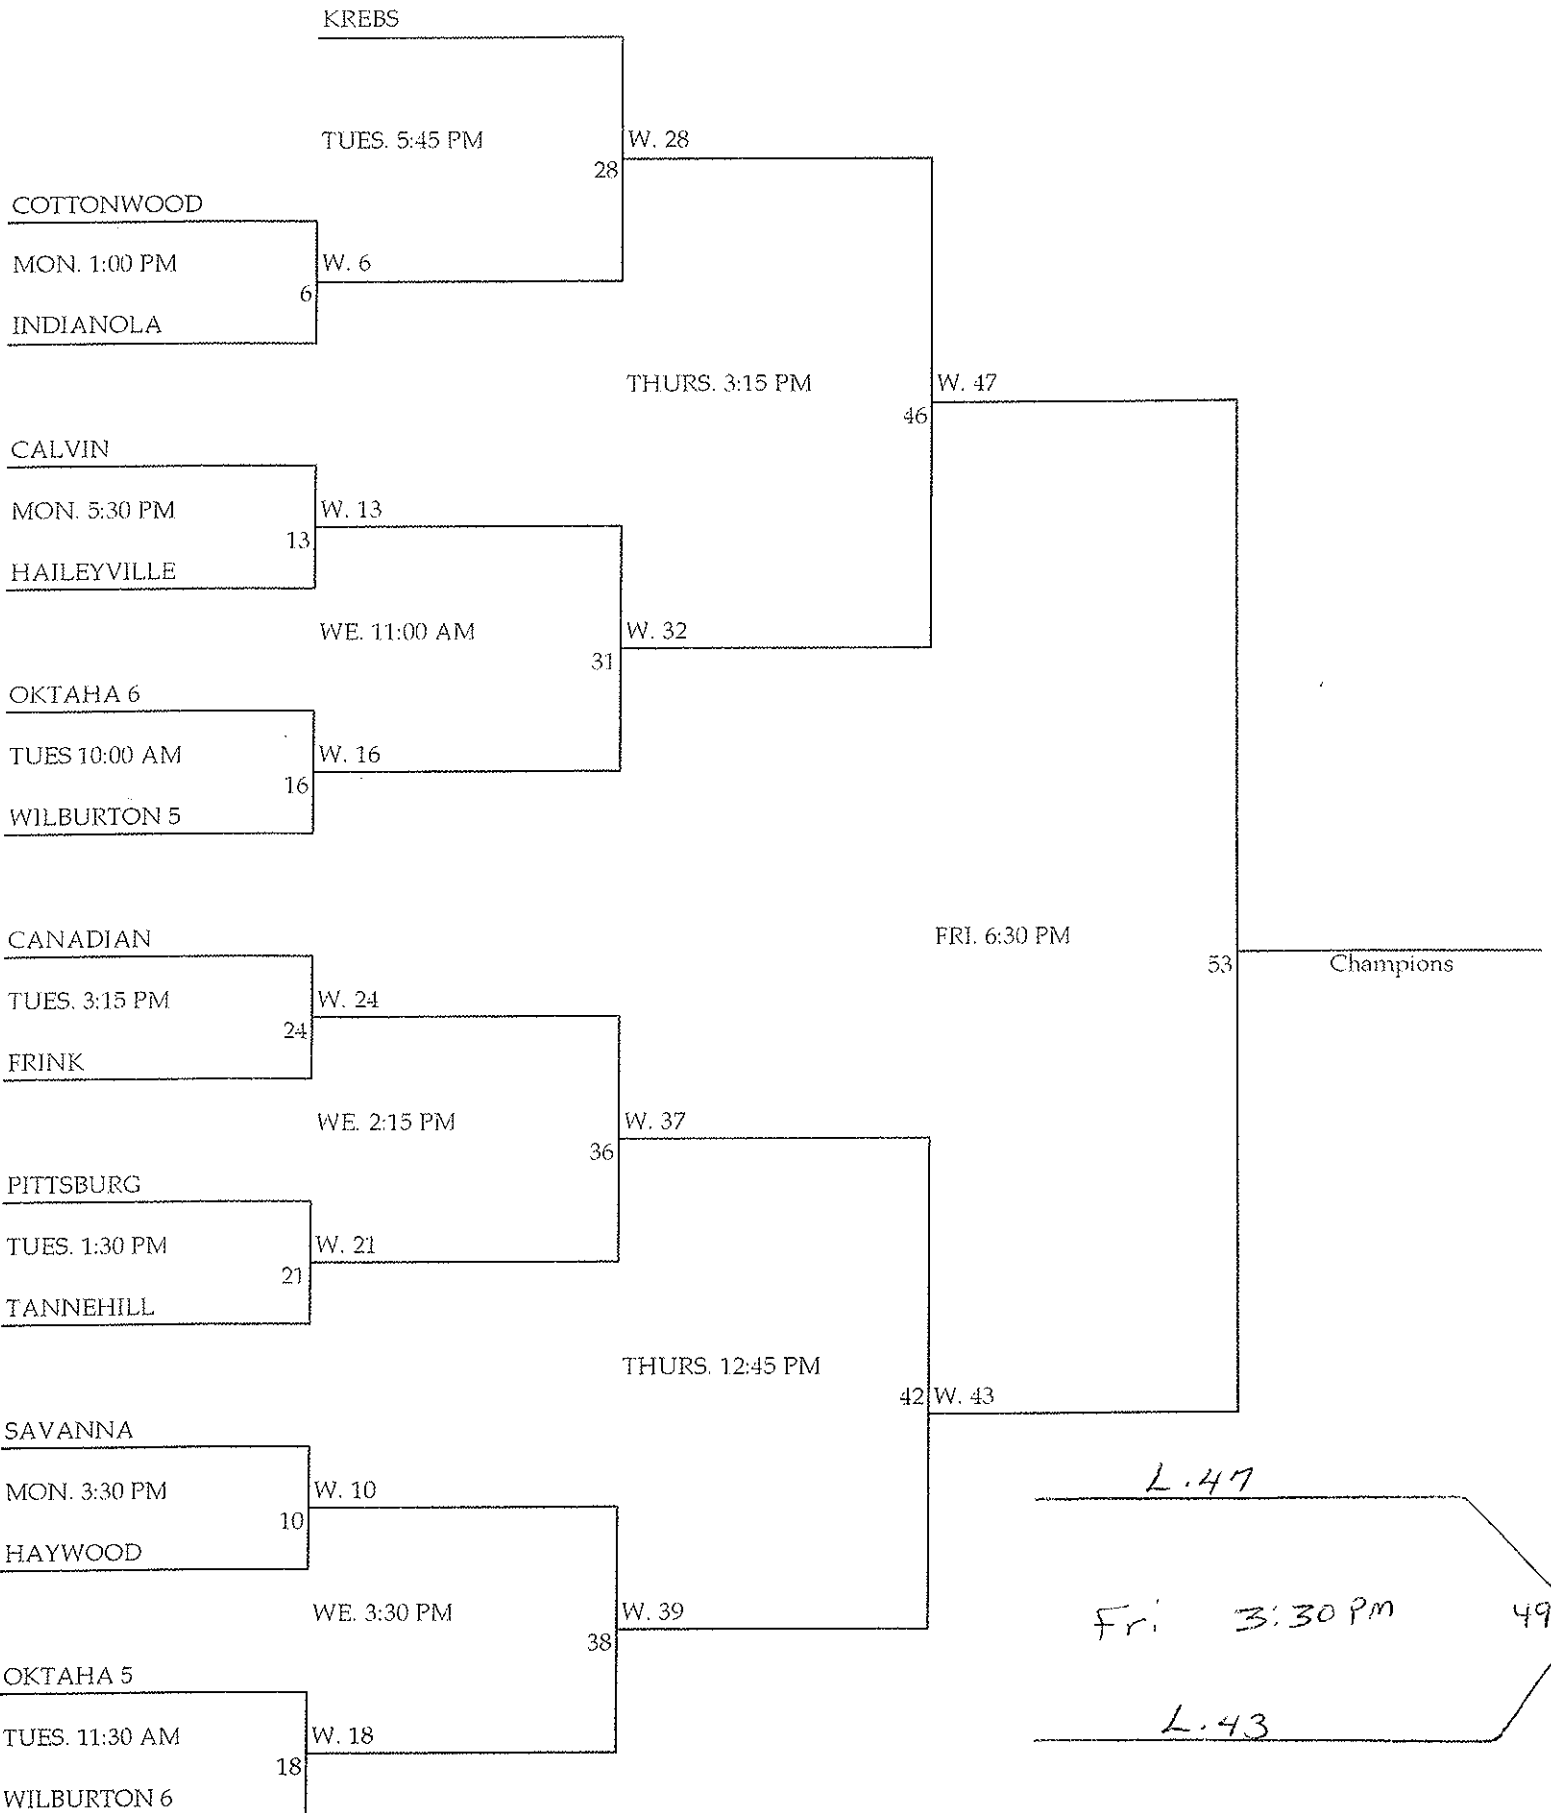 KREBS
TUES. 5:45 PM
W. 28
28
COTTONWOOD
MON. 1:00 PM
W. 6
6
INDIANOLA
THURS. 3:15 PM
W. 47
46
CALVIN
MON. 5:30 PM
W. 13
13
HAILEYVILLE
WE. 11:00 AM
W. 32
31
OKTAHA 6
TUES 10:00 AM
W. 16
16
WILBURTON 5
CANADIAN
FRI. 6:30 PM
53
Champions
TUES. 3:15 PM
W. 24
24
FRINK
WE. 2:15 PM
W. 37
36
PITTSBURG
TUES. 1:30 PM
W. 21
21
TANNEHILL
THURS. 12:45 PM
42
W. 43
SAVANNA
MON. 3:30 PM
W. 10
10
HAYWOOD
WE. 3:30 PM
W. 39
38
OKTAHA 5
TUES. 11:30 AM
W. 18
18
WILBURTON 6
L.47
Fri 3:30 PM
49
L.43